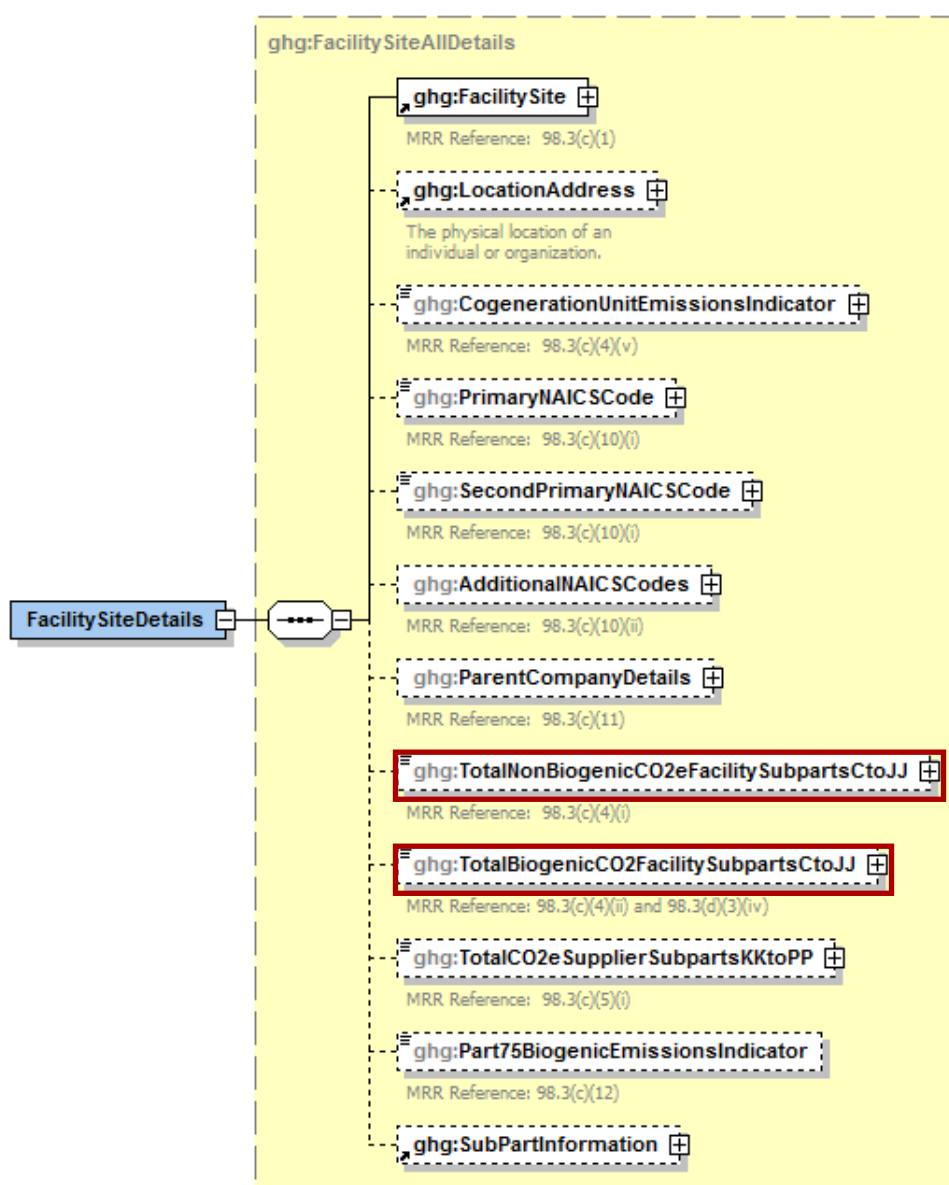 ghg:FacilitySiteAllDetails
ghg:FacilitySite
MRR Reference: 98.3(c)(1)
ghg:LocationAddress
The physical location of an
individual or organization.
ghg:CogenerationUnitEmissionsIndicator
MRR Reference: 98.3(c)(4)(v)
ghg:PrimaryNAICSCode
MRR Reference: 98.3(c)(10)(i)
ghg:SecondPrimaryNAICSCode
MRR Reference: 98.3(c)(10)(i)
ghg:AdditionalNAICSCodes
MRR Reference: 98.3(c)(10)(ii)
FacilitySiteDetails
ghg:ParentCompanyDetails
MRR Reference: 98.3(c)(11)
ghg:TotalNonBiogenicCO2eFacilitySubpartsCtoJJ
MRR Reference: 98.3(c)(4)(i)
ghg:TotalBiogenicCO2FacilitySubpartsCtoJJ
MRR Reference: 98.3(c)(4)(ii) and 98.3(d)(3)(iv)
ghg:TotalCO2eSupplierSubpartsKKtoPP
MRR Reference: 98.3(c)(5)(i)
ghg:Part75BiogenicEmissionsIndicator
MRR Reference: 98.3(c)(12)
ghg:SubPartInformation